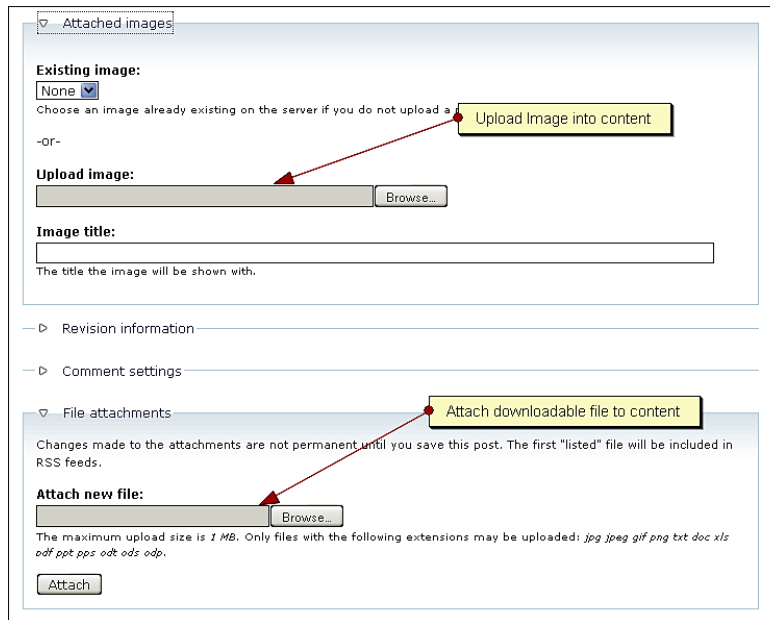 Attached images
Existing image:
None
Choose an image already existing on the server if you do not upload a
Upload Image into content
-or-
Upload image:
Browse...
Image title:
The title the image will be shown with.
Revision information
Comment settings
Attach downloadable file to content
File attachments
Changes made to the attachments are not permanent until you save this post. The first "listed" file will be included in
RSS feeds.
Attach new file:
Browse...
The maximum upload size is 1 MB. Only files with the following extensions may be uploaded: jpg jpeg gif png txt doc xls
pdf ppt pps odt ods odp.
Attach